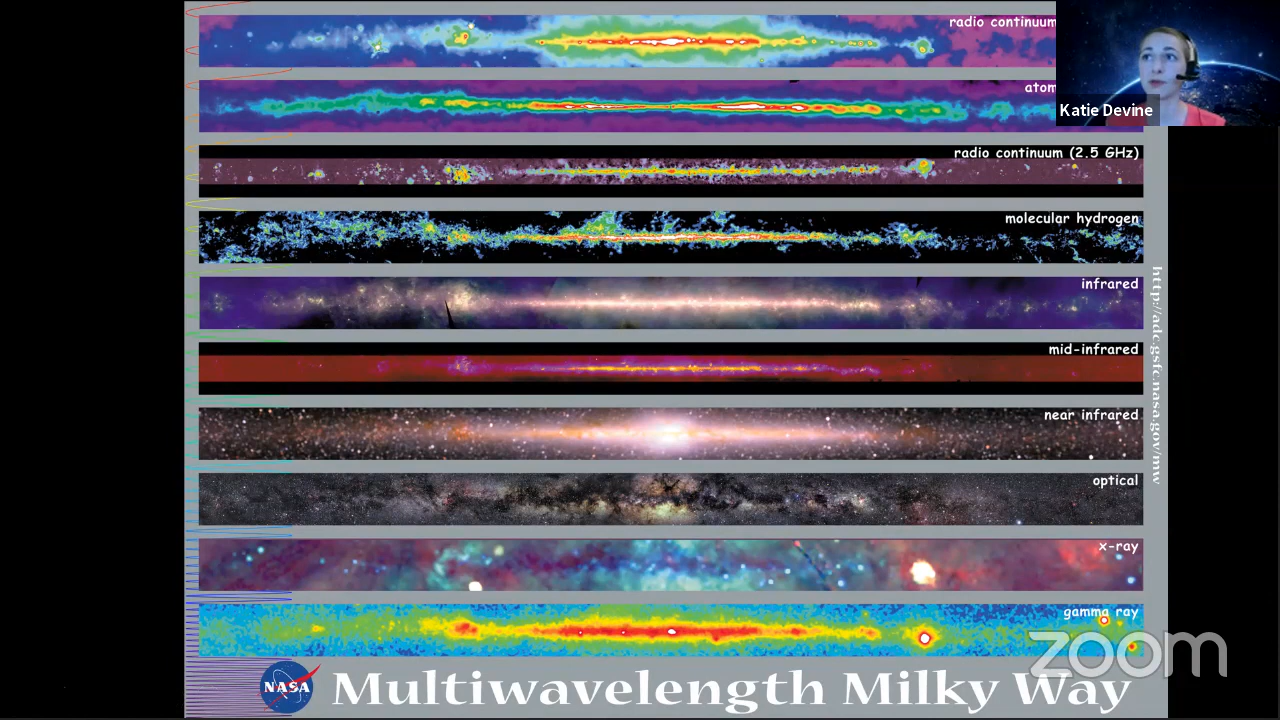 radio continuum
atom
Katie Devine
radio continuum (2.5 GHz)
molecular hydrogen
infrared
mid-infrared
near infrared
optical
x-ray
gamma ray
http://adc.gsfc.nasa.gov/mw
zoom
NASA
Multiwavelength Milky Way